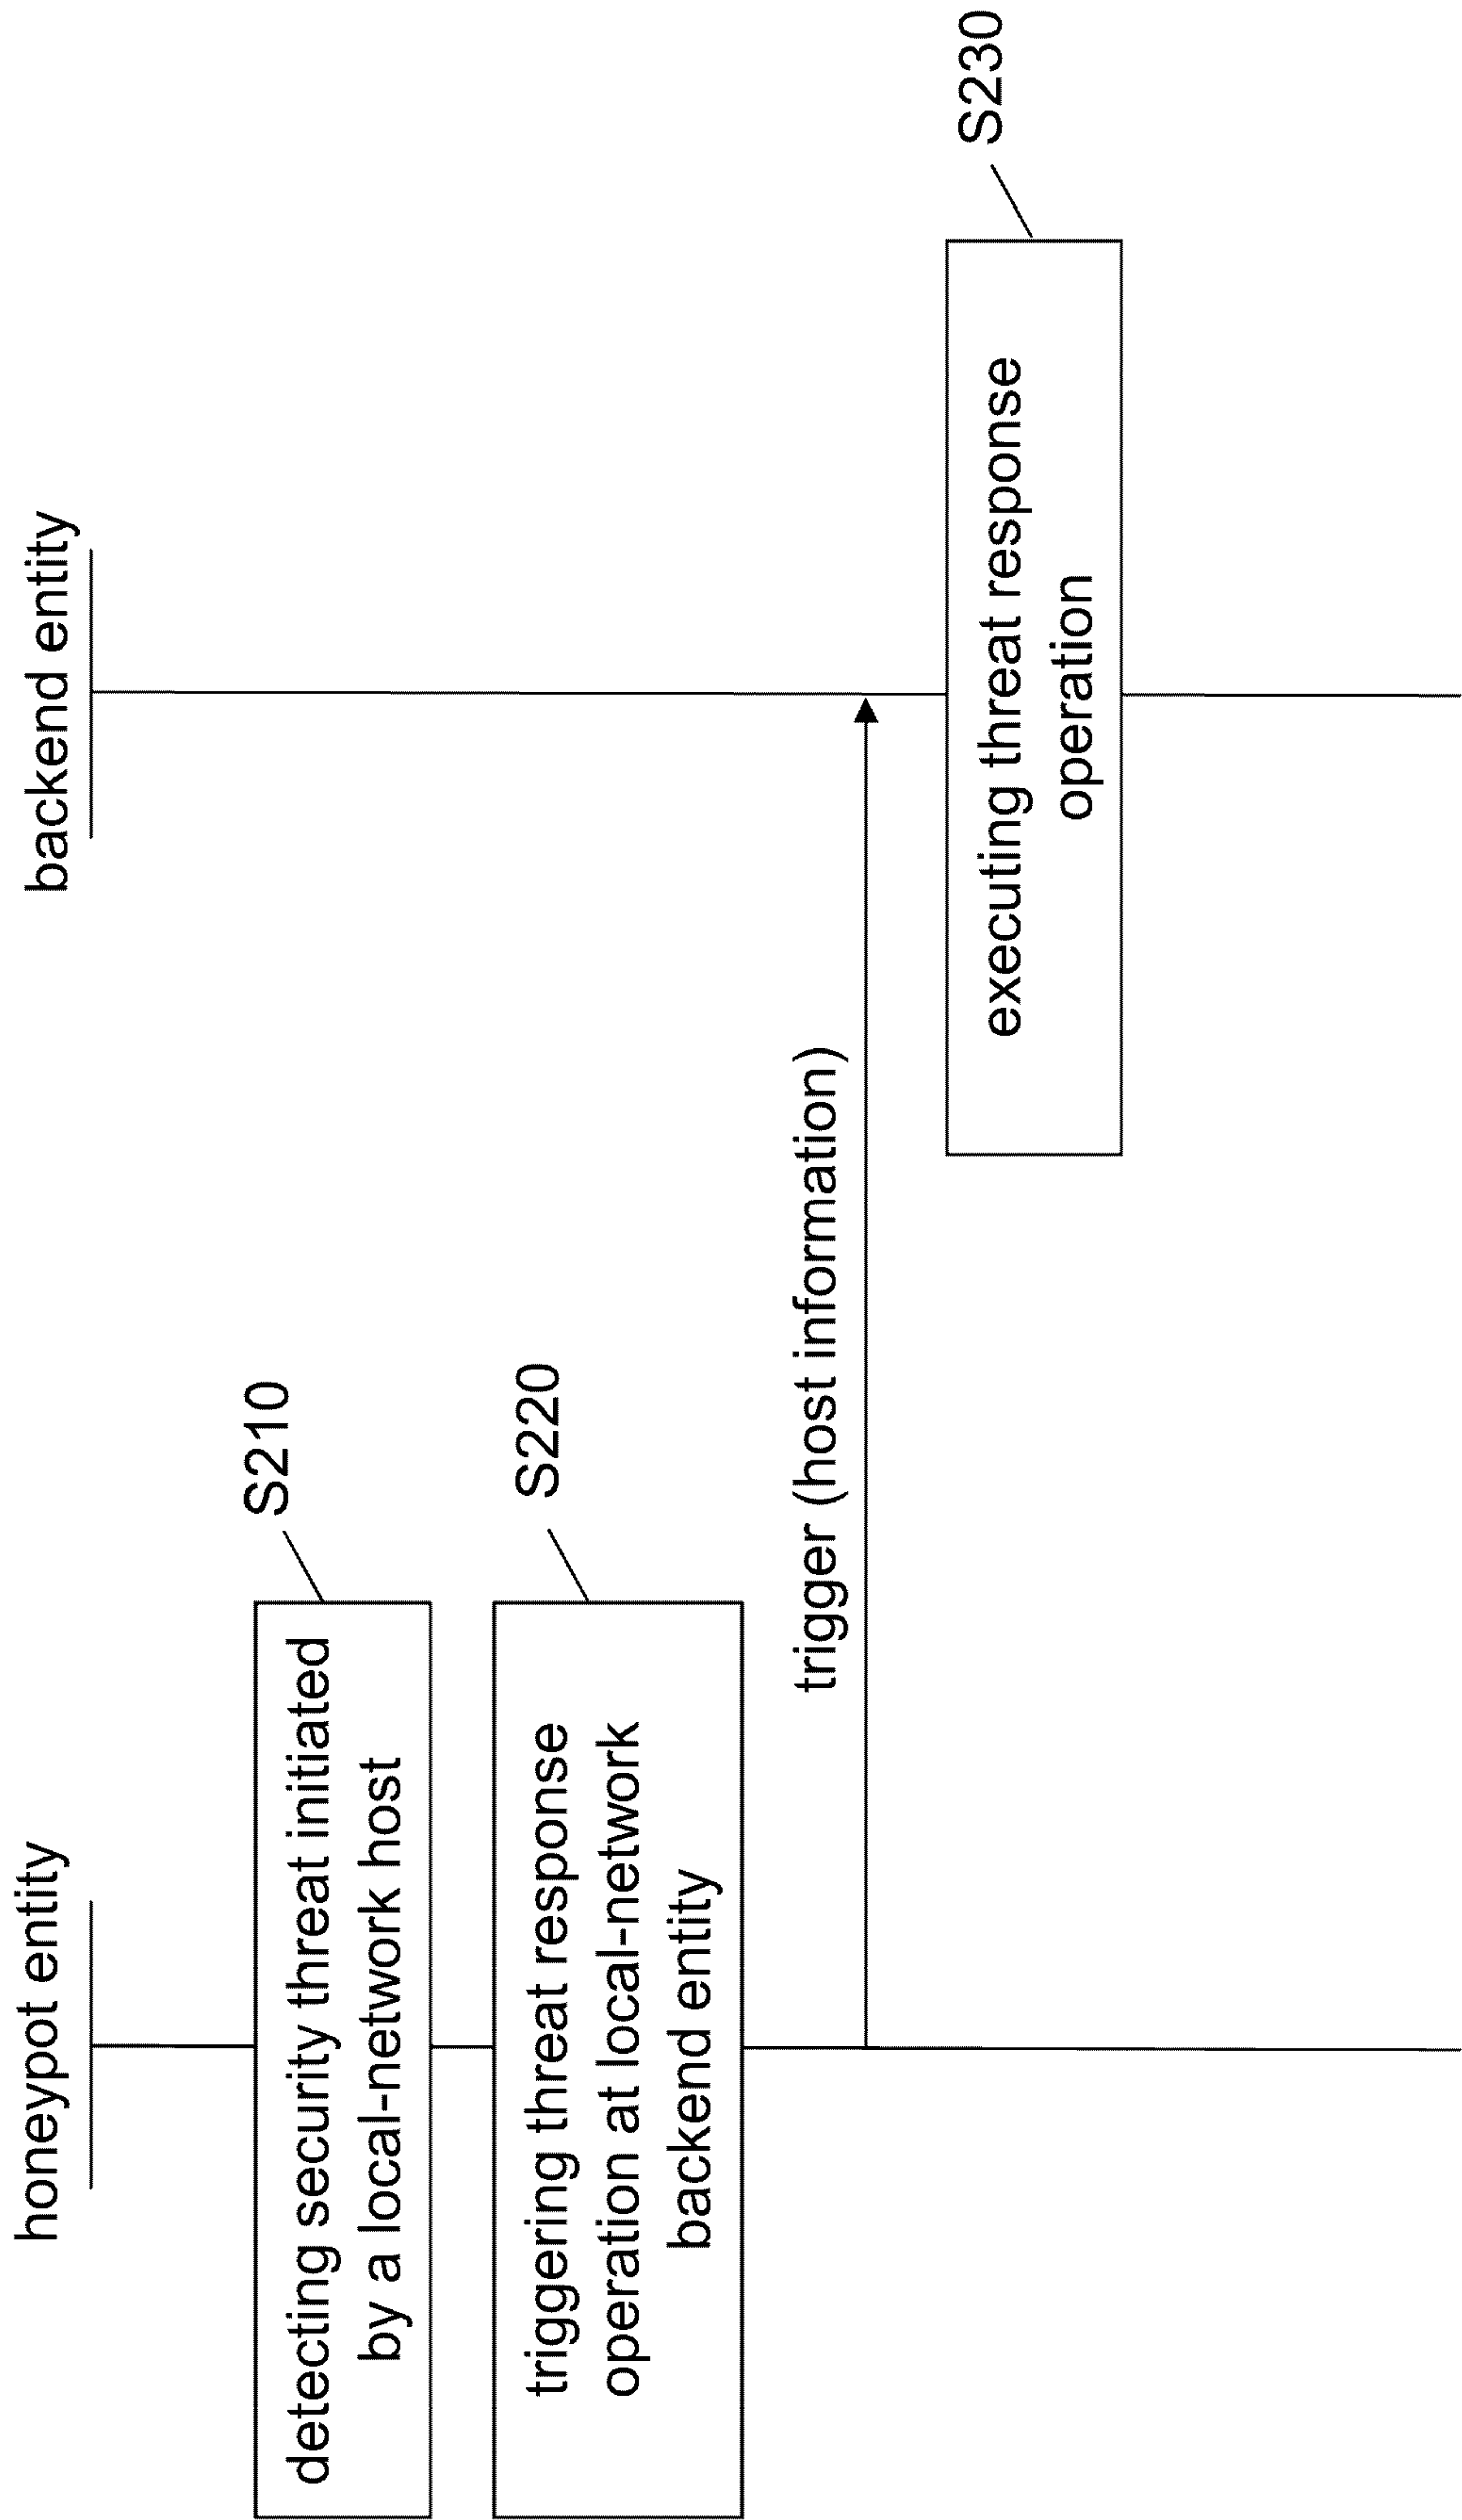 honeypot entity
backend entity
detecting security threat initiated
by a local-network host
S210
triggering threat response
operation at local-network
backend entity
S220
trigger (host information)
executing threat response
operation
S230